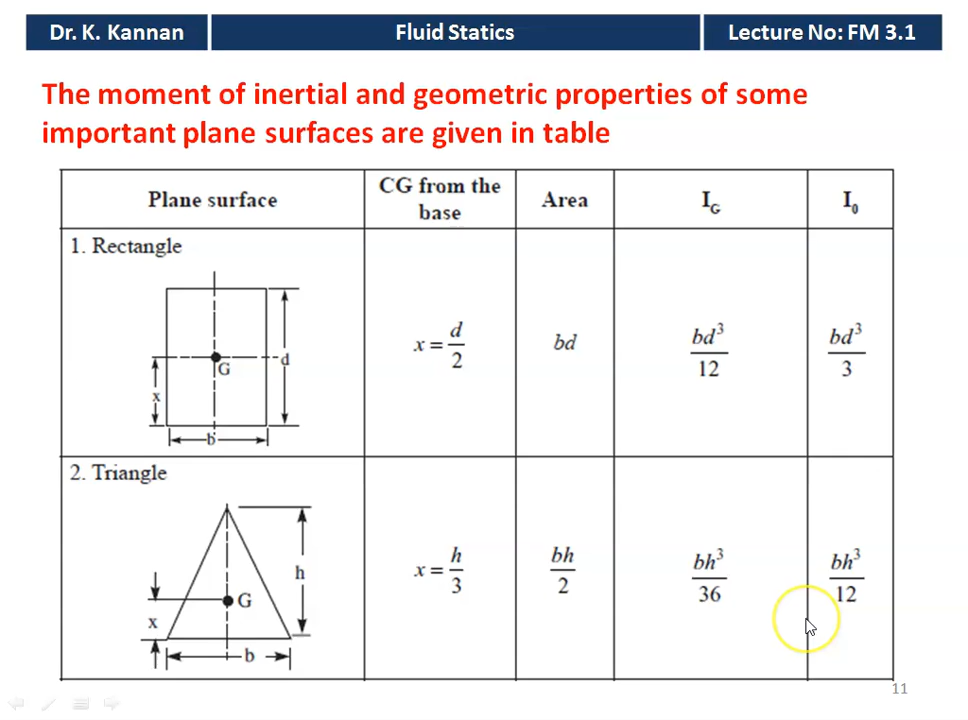 Dr. K. Kannan
Fluid Statics
Lecture No: FM 3.1
The moment of inertial and geometric properties of some
important plane surfaces are given in table
Plane surface
CG from the
base
Area
I_G
I_0
1. Rectangle
G
d
x
b
x = d/2
bd
bd³/12
bd³/3
2. Triangle
h
G
x
b
x = h/3
bh/2
bh³/36
bh³/12
11